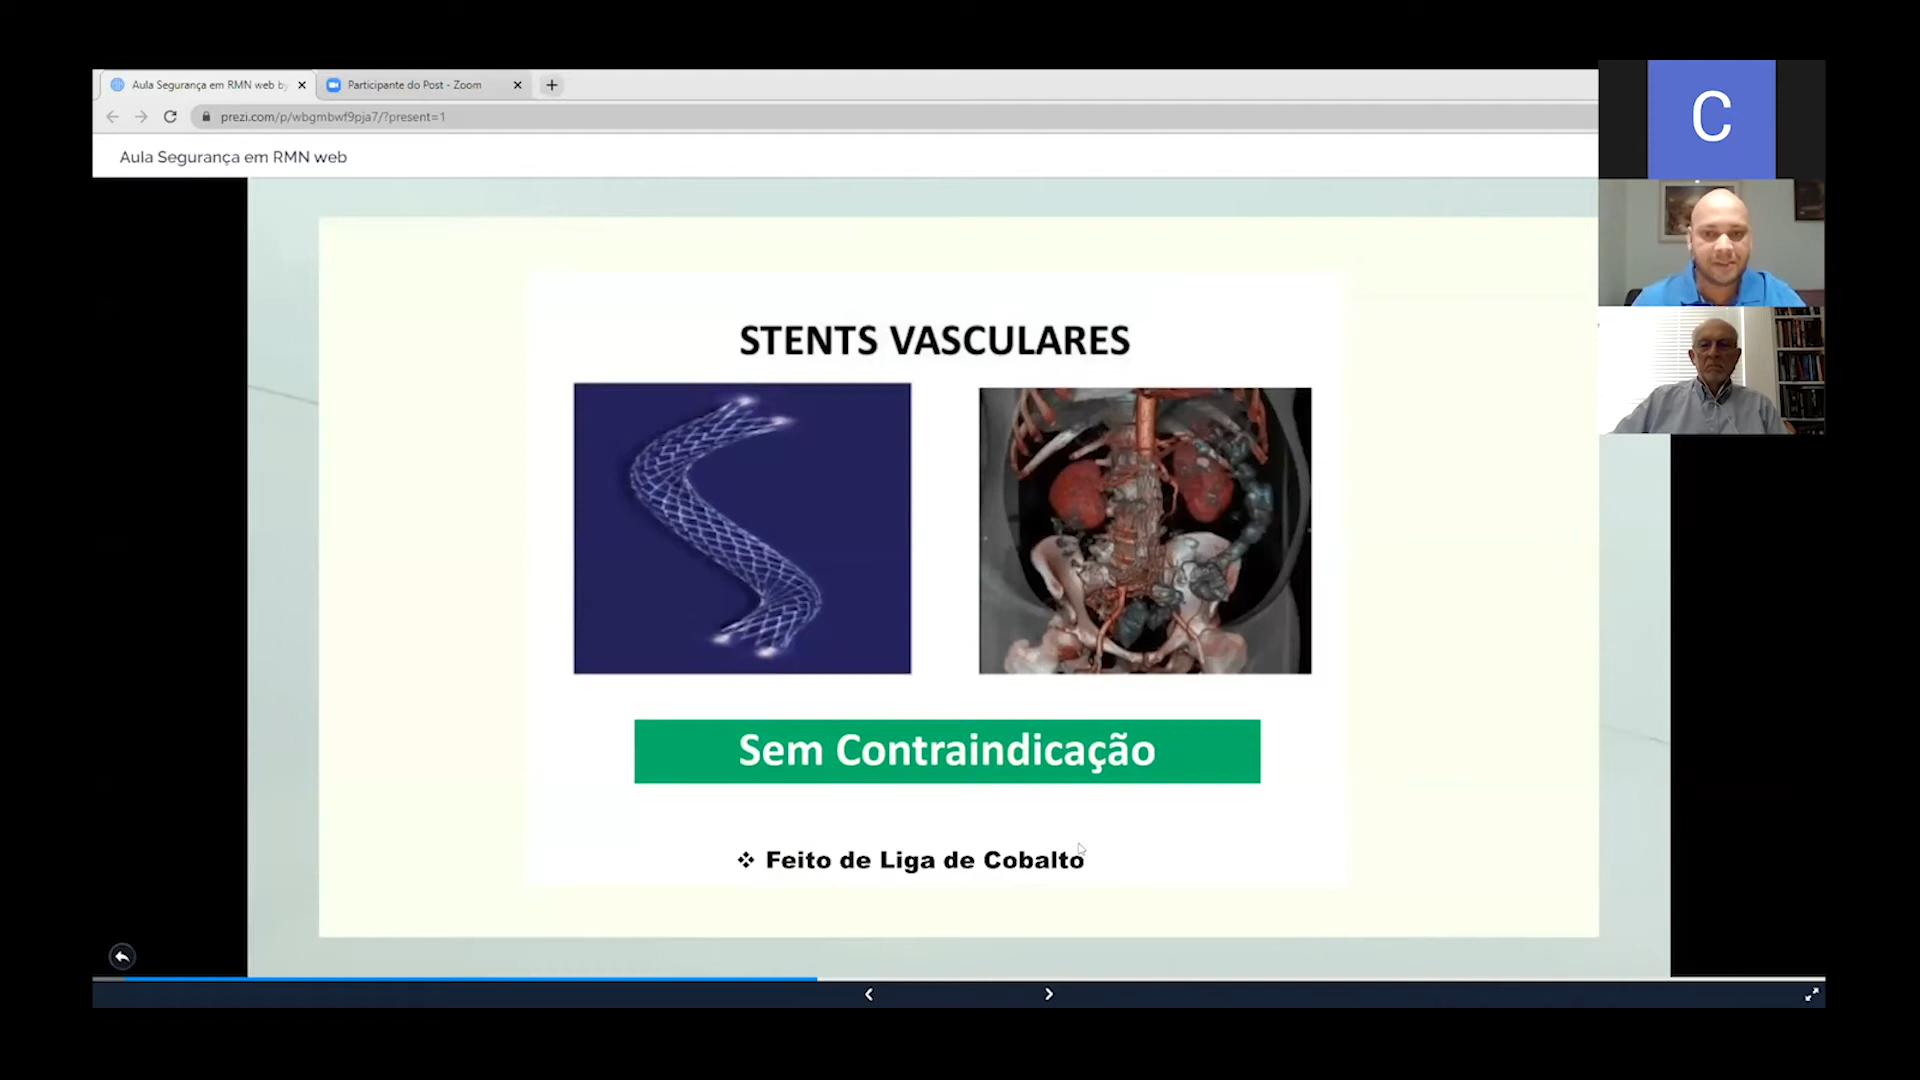 Aula Segurança em RMN web by
Participante do Post - Zoom
prezi.com/p/wbgmbwf9pja7/?present=1
Aula Segurança em RMN web
C
STENTS VASCULARES
Sem Contraindicação
❖ Feito de Liga de Cobalto